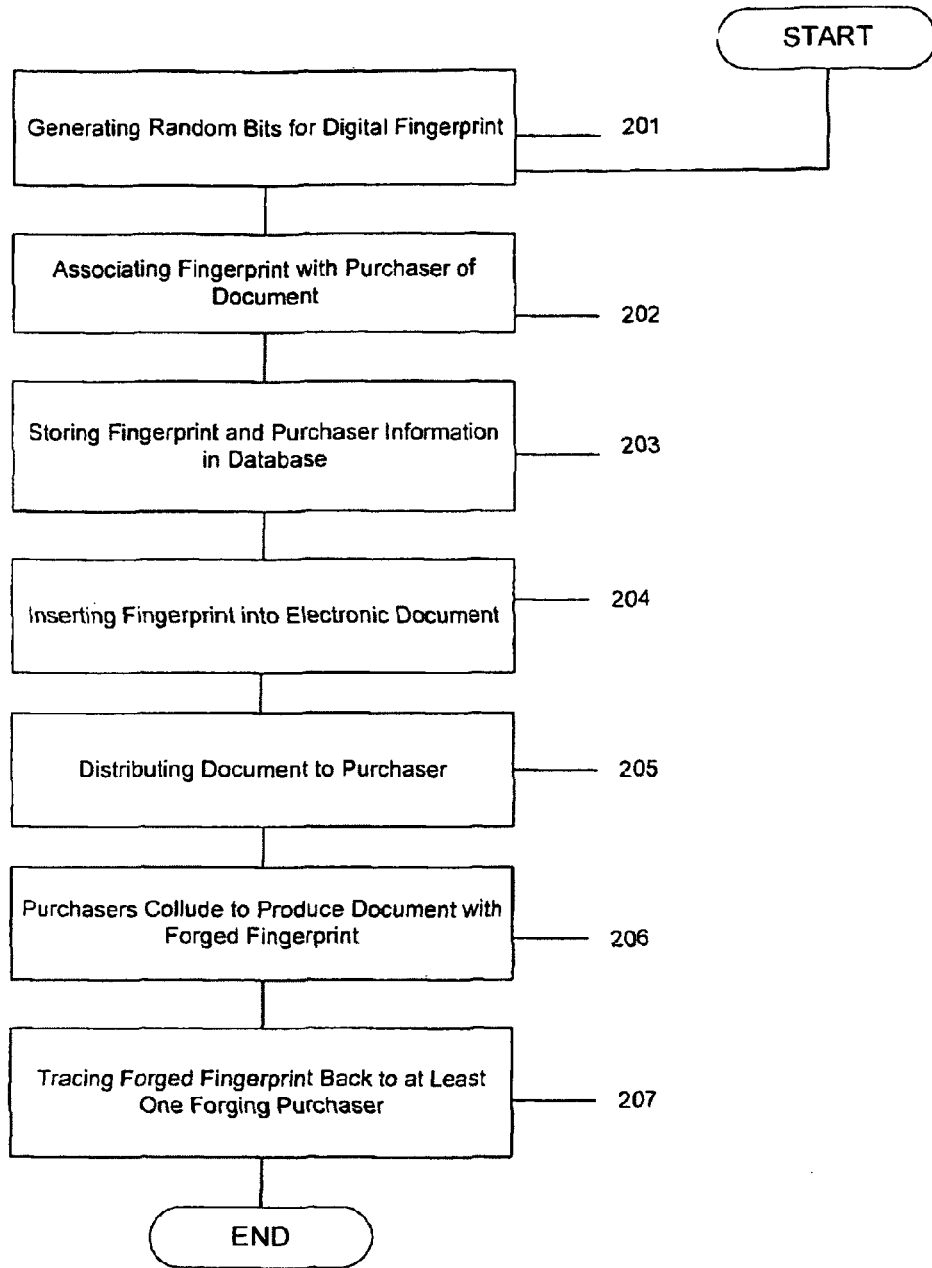 START
Generating Random Bits for Digital Fingerprint
201
Associating Fingerprint with Purchaser of
Document
202
Storing Fingerprint and Purchaser Information
in Database
203
Inserting Fingerprint into Electronic Document
204
Distributing Document to Purchaser
205
Purchasers Collude to Produce Document with
Forged Fingerprint
206
Tracing Forged Fingerprint Back to at Least
One Forging Purchaser
207
END